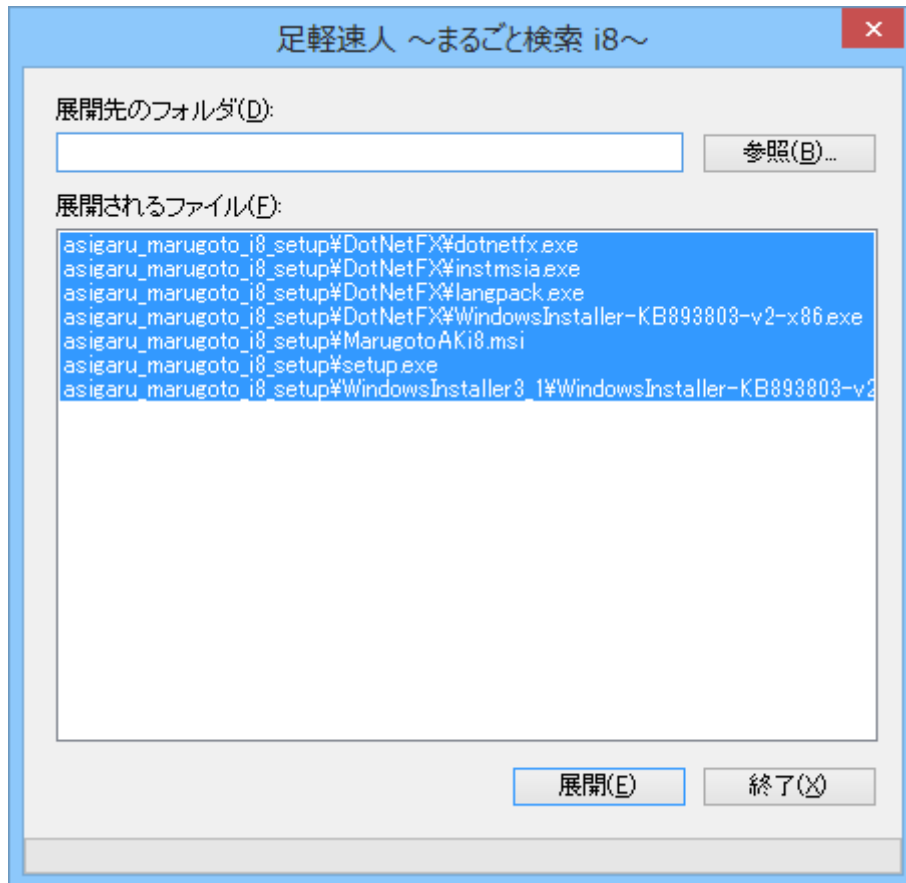 足軽速人 ～まるごと検索 i8～
展開先のフォルダ(D):
参照(B)...
展開されるファイル(F):
asigaru_marugoto_i8_setup¥DotNetFX¥dotnetfx.exe
asigaru_marugoto_i8_setup¥DotNetFX¥instmsia.exe
asigaru_marugoto_i8_setup¥DotNetFX¥langpack.exe
asigaru_marugoto_i8_setup¥DotNetFX¥WindowsInstaller-KB893803-v2-x86.exe
asigaru_marugoto_i8_setup¥MarugotoAKi8.msi
asigaru_marugoto_i8_setup¥setup.exe
asigaru_marugoto_i8_setup¥WindowsInstaller3_1¥WindowsInstaller-KB893803-v2
展開(E)
終了(X)